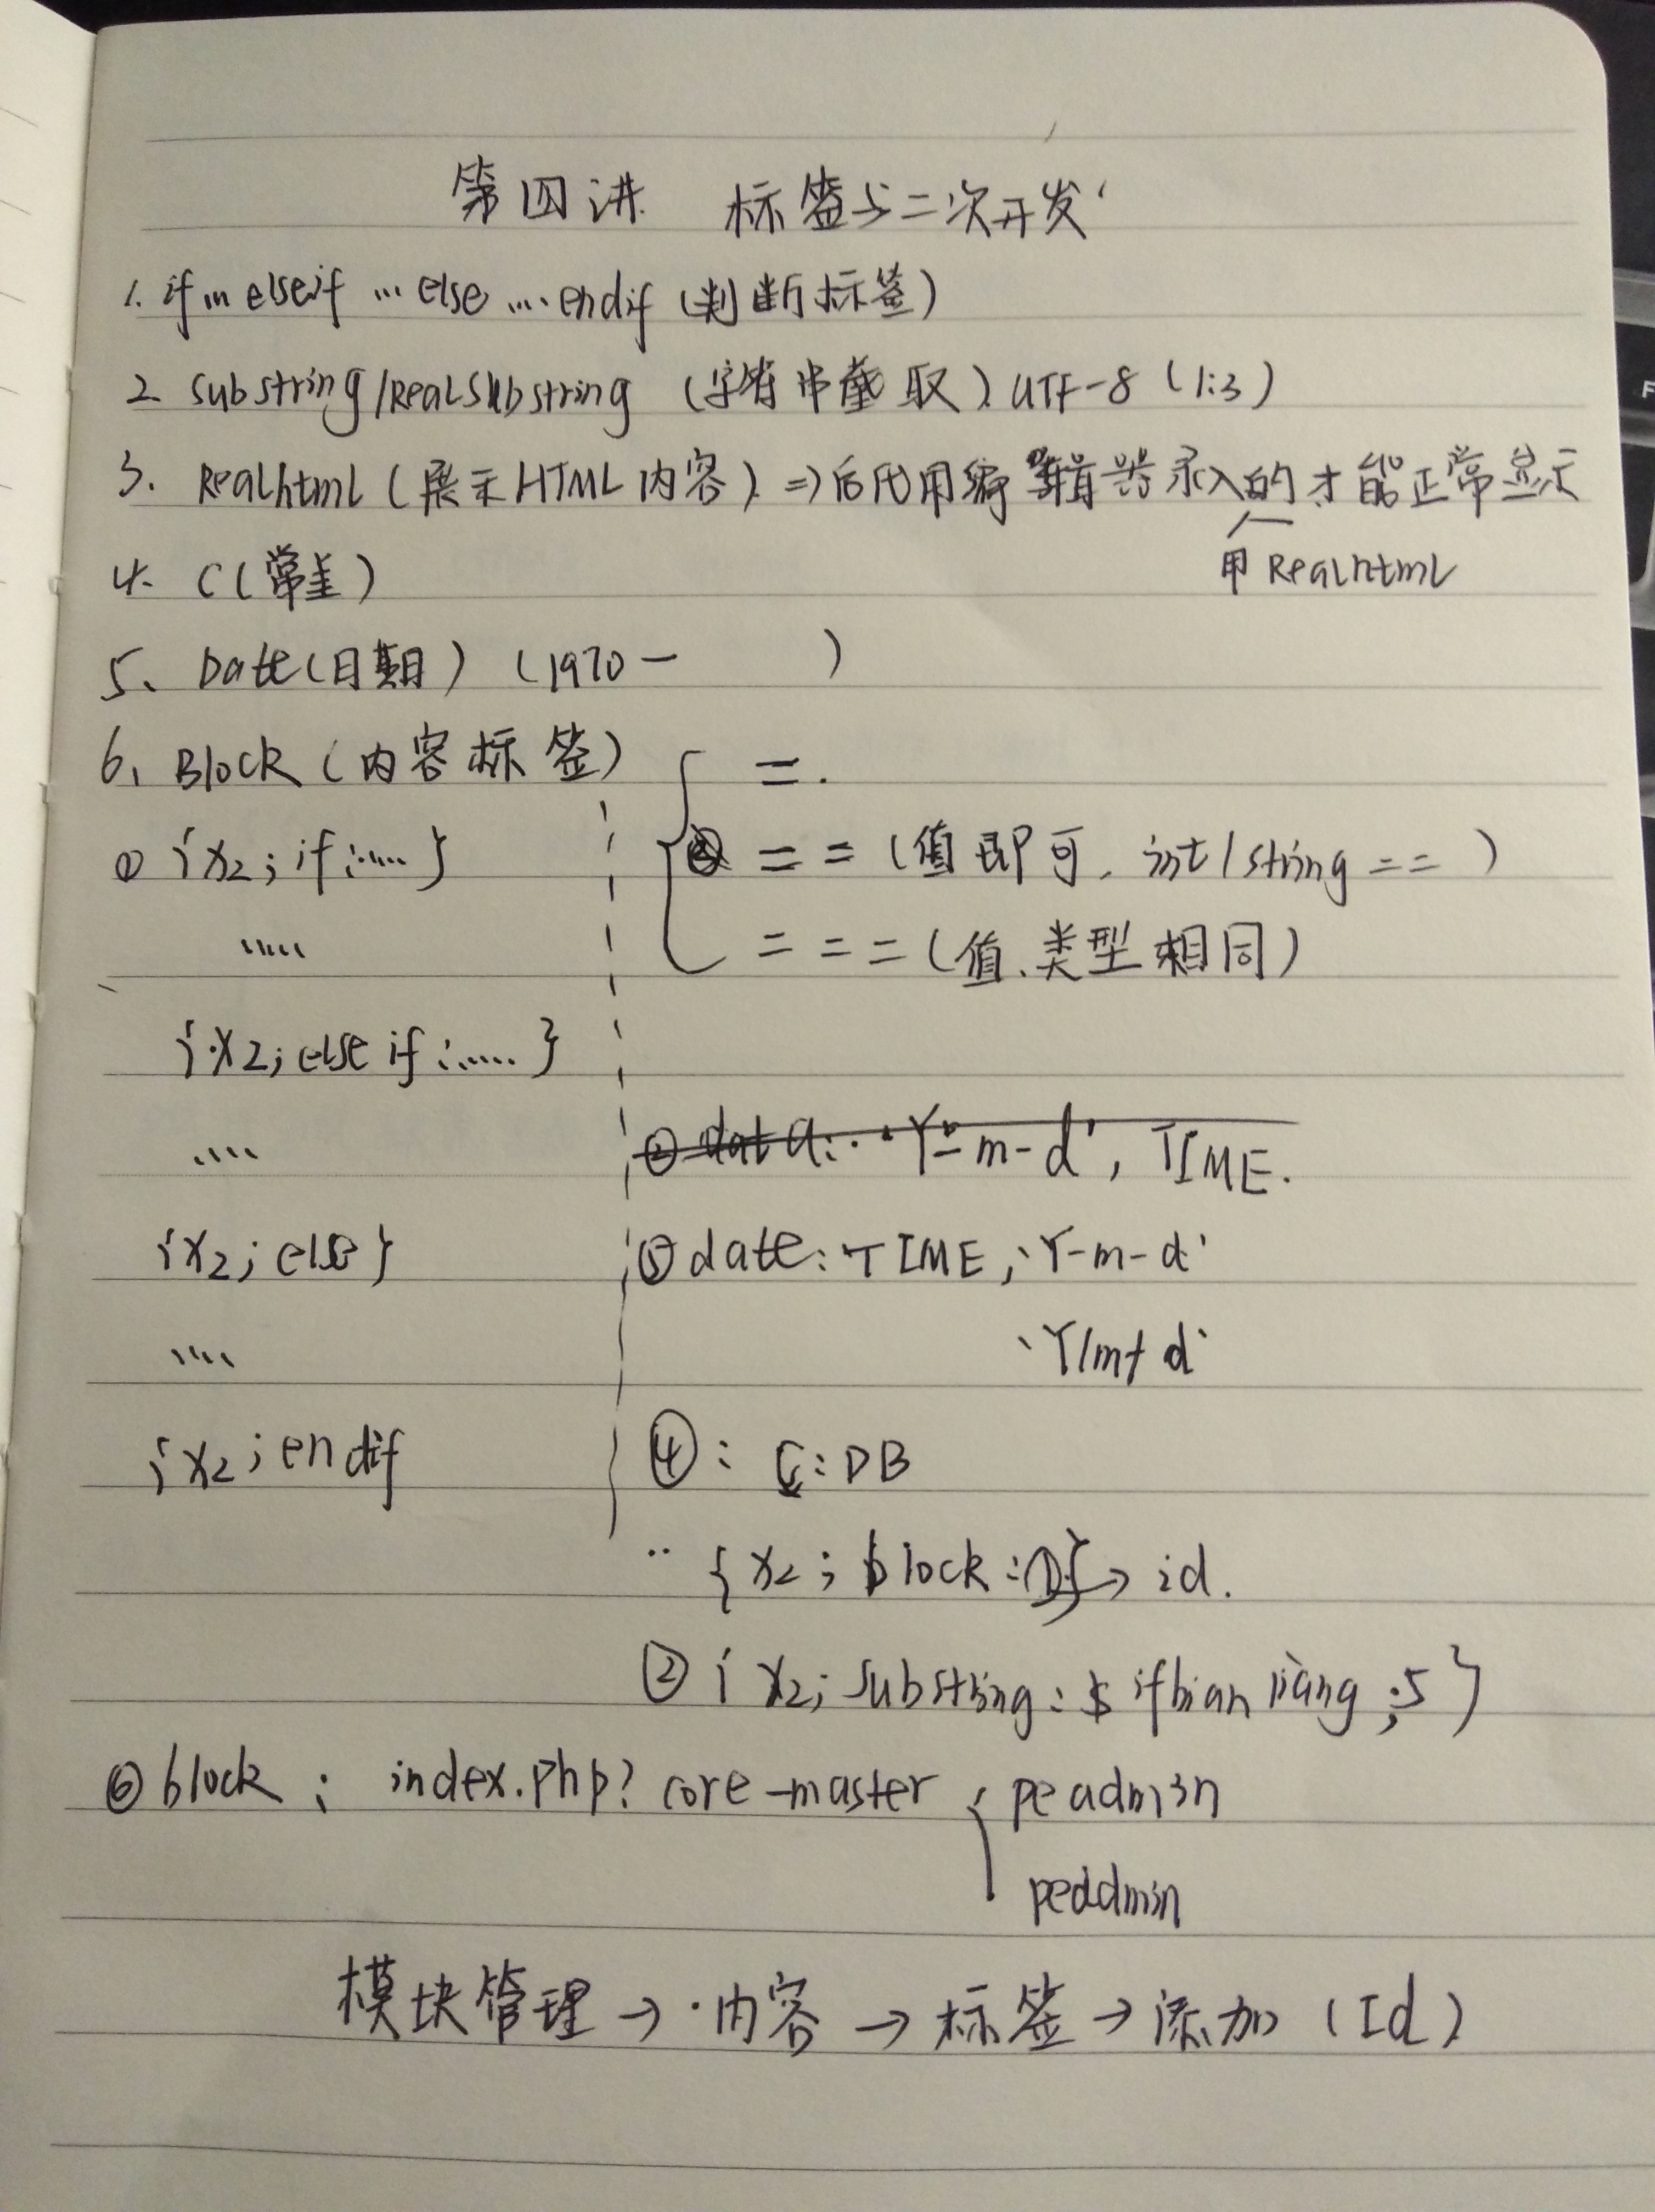 第四讲 标签与二次开发
1. if … elseif … else … endif (判断标签)
2. substring/RealSubstring (字符串截取) UTF-8 (1:3)
3. Realhtml (展示HTML内容) => 后代用编辑器录入的才能正常显示
用 Realhtml
4. C(常量)
5、Date(日期) (1970 - )
6、Block (内容标签)
=.
① {x2; if:…… }
== (值即可, int/string == )
……
=== (值、类型相同)
{x2; else if:…… }
……
② data: 'Y-m-d', TIME.
{x2; else}
⑤ date: TIME, 'Y-m-d'
……
'Y/m/d'
{x2; endif
④: C:DB
{x2; block:①} → id.
② { x2; substring: $ifbianliang ;5 }
⑥ block: index.php? core-master { peadmin
peadmin
模块管理 → 内容 → 标签 → 添加 (Id)